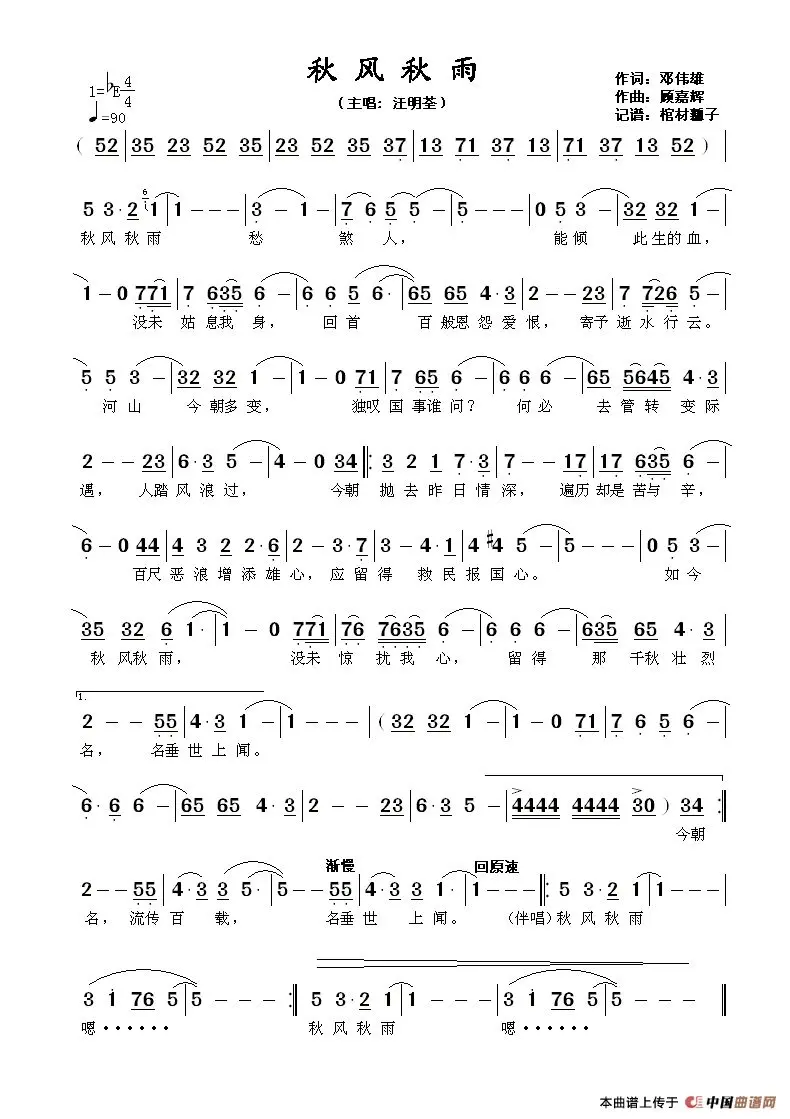 秋风秋雨
（主唱：汪明荃）
1=♭E 4/4
♩=90
作词：邓伟雄
作曲：顾嘉辉
记谱：棺材瓤子
( 52 | 35 23 52 35 | 23 52 35 37 | 13 71 37 13 | 71 37 13 52 ) |
5 3·2 1 | 1 - - - | 3 - 1 - | 7 6 5 5 | 5 - - - | 0 5 3 - | 32 32 1 - |
秋风秋雨 愁 煞 人， 能倾 此生的血，
1 - 0 771 | 7 635 6 - | 6 6 5 6· | 65 65 4·3 | 2 - - 23 | 7 726 5 - |
没未 姑 息我 身， 回首 百般恩怨爱恨， 寄予逝水行云。
5 5 3 - | 32 32 1 - | 1 - 0 71 | 7 65 6 - | 6 6 6 - | 65 5645 4·3 |
河山 今朝多变， 独叹国事谁问？ 何必 去管转 变际
2 - - 23 | 6·3 5 - | 4 - 0 34 |: 3 2 1 7·3 | 7 - - 17 | 17 635 6 - |
遇， 人踏风浪过， 今朝 抛去昨日情深， 遍历却是苦与辛，
6 - 0 44 | 4 3 2 2·6 | 2 - 3·7 | 3 - 4·1 | 4 #4 5 - | 5 - - - | 0 5 3 - |
百尺恶浪增添雄心， 应留得 救民报国心。 如今
35 32 6 1· | 1 - 0 771 | 76 7635 6 - | 6 6 6 - | 635 65 4·3 |
秋 风秋雨， 没未惊 扰我 心， 留得 那 千秋壮烈
1.
2 - - 55 | 4·3 1 - | 1 - - - | ( 32 32 1 - | 1 - 0 71 | 7 6 5 6 - |
名， 名垂世上闻。
6·6 6 - | 65 65 4·3 | 2 - - 23 | 6·3 5 - | 4444 4444 30 ) 34 :|
今朝
渐慢 回原速
2 - - 55 | 4·3 3 5· | 5 - - 55 | 4·3 3 1· | 1 - - - |: 5 3·2 1 |
名， 流传百 载， 名垂世 上闻。 （伴唱）秋风秋雨
3 1 76 5 | 5 - - - :| 5 3·2 1 | 1 - - - | 3 1 76 5 | 5 - - - ‖
嗯······ 秋风秋雨 嗯······
本曲谱上传于 中国曲谱网